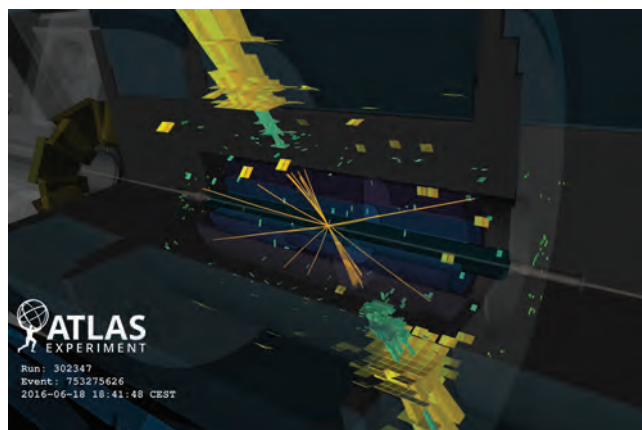 ATLAS
EXPERIMENT
Run: 302347
Event: 753275626
2016-06-18 18:41:48 CEST